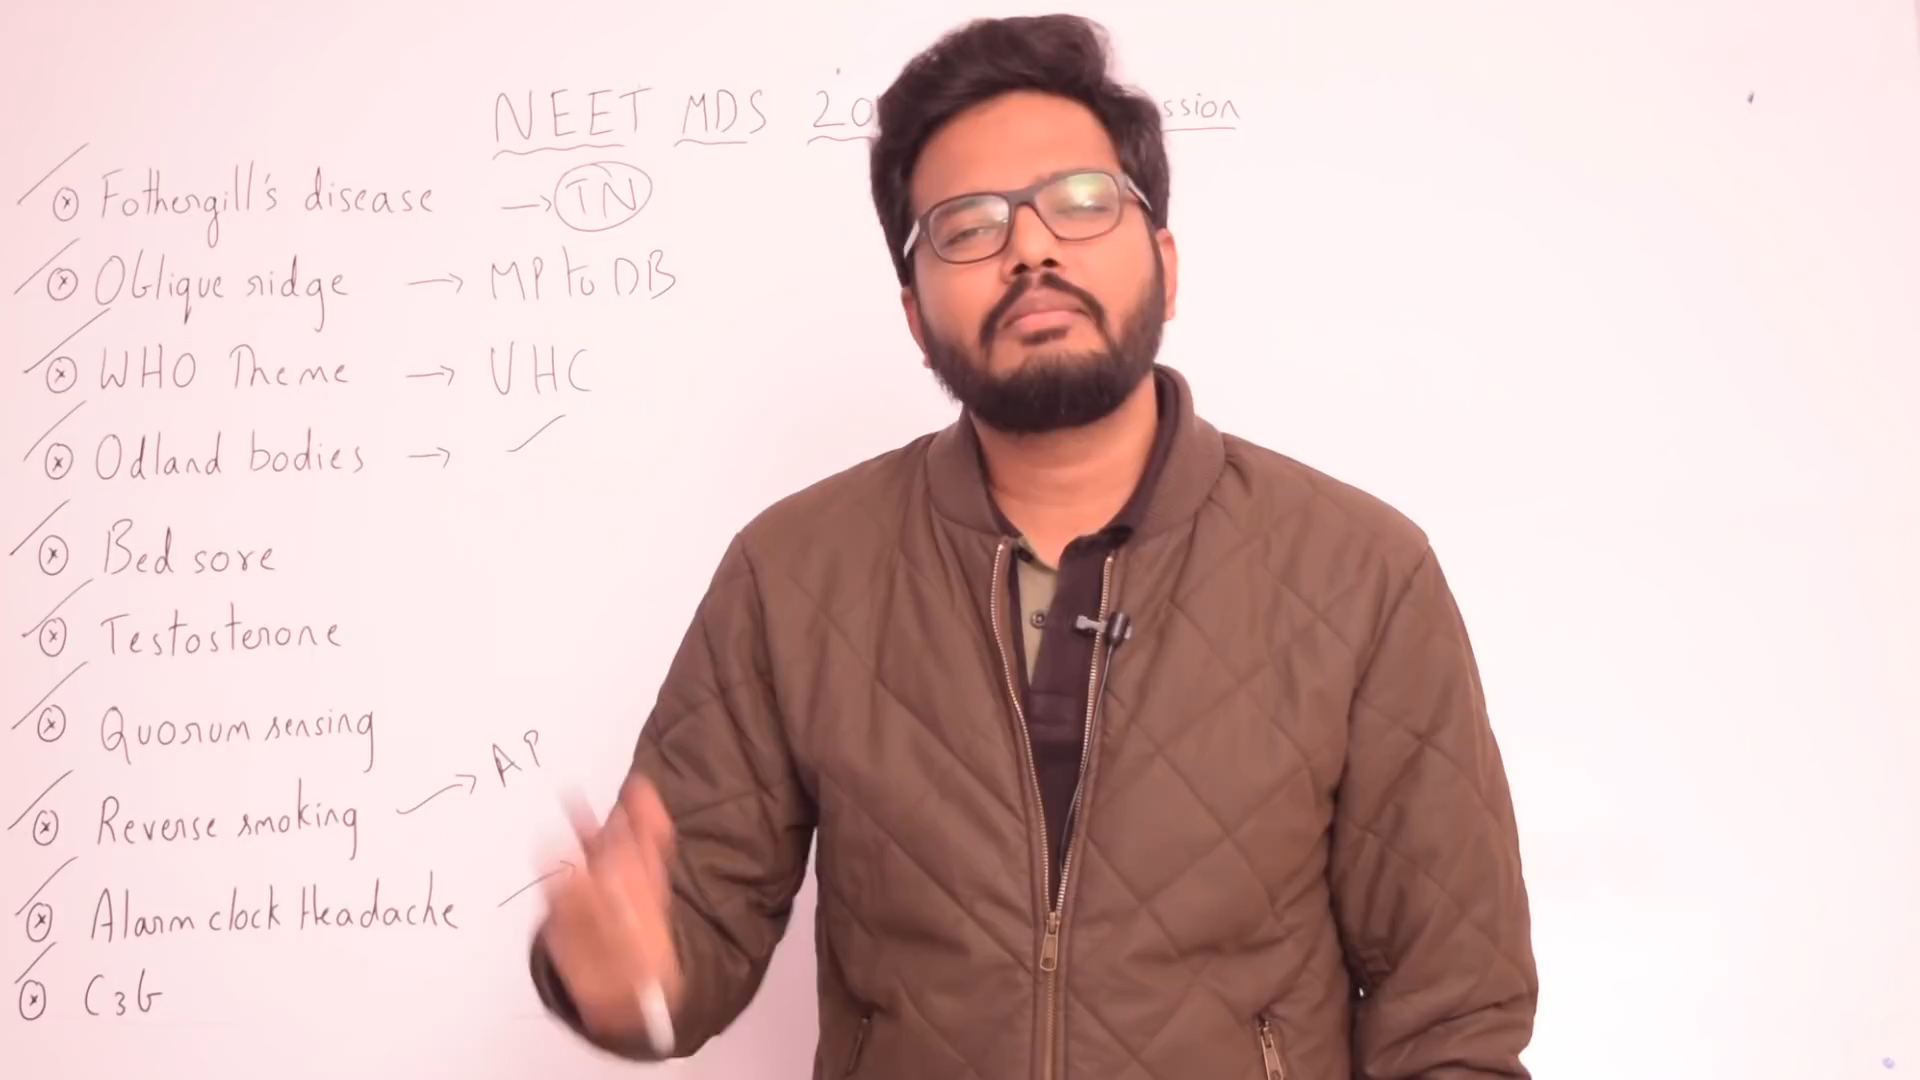 NEET MDS 20 ssion
Fothergill's disease → TN
Oblique ridge → MP to DB
WHO Theme → UHC
Odland bodies →
Bed sore
Testosterone
Quorum sensing
Reverse smoking → AP
Alarm clock Headache
C3G